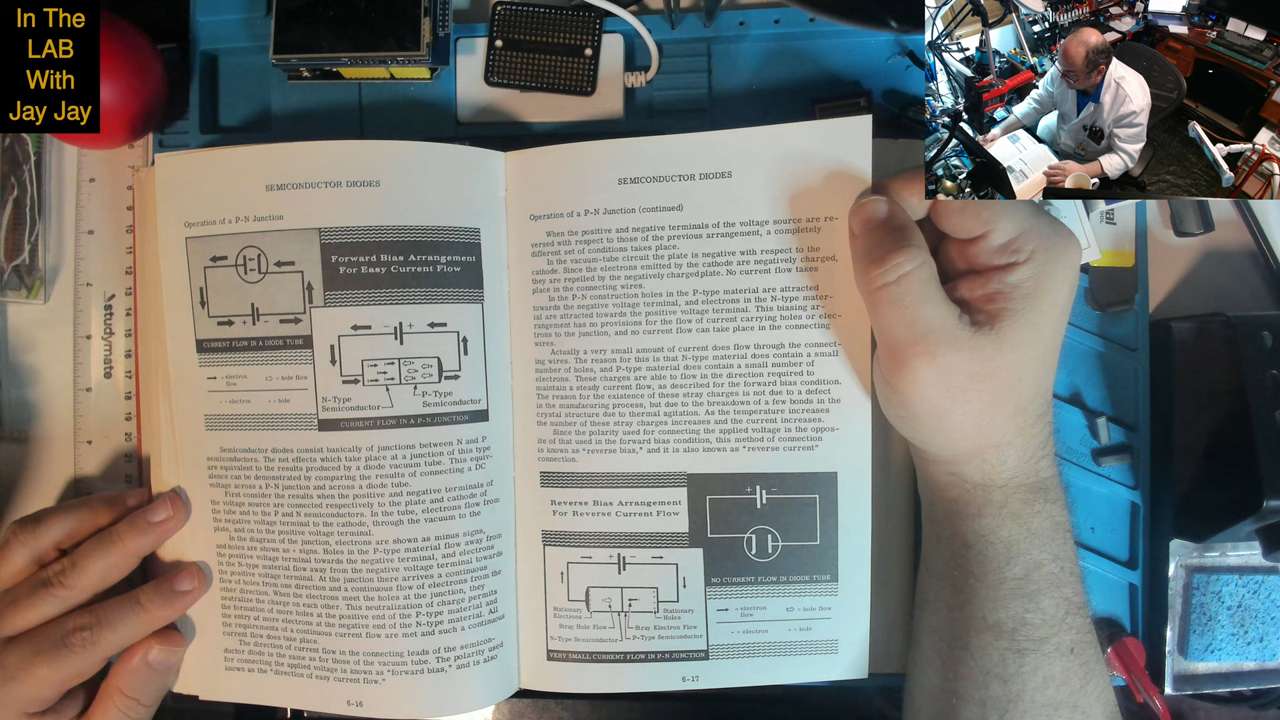 In The
LAB
With
Jay Jay
studymate
SEMICONDUCTOR DIODES
Operation of a P-N Junction
Forward Bias Arrangement
For Easy Current Flow
CURRENT FLOW IN A DIODE TUBE
= electron
flow
= hole flow
- = electron
+ = hole
N-Type
Semiconductor
P-Type
Semiconductor
CURRENT FLOW IN A P-N JUNCTION
Semiconductor diodes consist basically of junctions between N and P
semiconductors. The net effects which take place at a junction of this type
are equivalent to the results produced by a diode vacuum tube. This equiv-
alence can be demonstrated by comparing the results of connecting a DC
voltage across a P-N junction and across a diode tube.
First consider the results when the positive and negative terminals of
the voltage source are connected respectively to the plate and cathode of
the tube and to the P and N semiconductors. In the tube, electrons flow from
the negative voltage terminal to the cathode, through the vacuum to the
plate, and on to the positive voltage terminal.
In the diagram of the junction, electrons are shown as minus signs,
and holes are shown as + signs. Holes in the P-type material flow away from
the positive voltage terminal towards the negative terminal, and electrons
in the N-type material flow away from the negative voltage terminal towards
the positive voltage terminal. At the junction there arrives a continuous
flow of holes from one direction and a continuous flow of electrons from the
other direction. When the electrons meet the holes at the junction, they
neutralize the charge on each other. This neutralization of charge permits
the formation of more holes at the positive end of the P-type material and
the entry of more electrons at the negative end of the N-type material. All
the requirements of a continuous current flow are met and such a continuous
current flow does take place.
The direction of current flow in the connecting leads of the semicon-
ductor diode is the same as for those of the vacuum tube. The polarity used
for connecting the applied voltage is known as "forward bias," and is also
known as the "direction of easy current flow."
6-16
SEMICONDUCTOR DIODES
Operation of a P-N Junction (continued)
When the positive and negative terminals of the voltage source are re-
versed with respect to those of the previous arrangement, a completely
different set of conditions takes place.
In the vacuum-tube circuit the plate is negative with respect to the
cathode. Since the electrons emitted by the cathode are negatively charged,
they are repelled by the negatively charged plate. No current flow takes
place in the connecting wires.
In the P-N construction holes in the P-type material are attracted
towards the negative voltage terminal, and electrons in the N-type mater-
ial are attracted towards the positive voltage terminal. This biasing ar-
rangement has no provisions for the flow of current carrying holes or elec-
trons to the junction, and no current flow can take place in the connecting
wires.
Actually a very small amount of current does flow through the connect-
ing wires. The reason for this is that N-type material does contain a small
number of holes, and P-type material does contain a small number of
electrons. These charges are able to flow in the direction required to
maintain a steady current flow, as described for the forward bias condition.
The reason for the existence of these stray charges is not due to a defect
in the manufacuring process, but due to the breakdown of a few bonds in the
crystal structure due to thermal agitation. As the temperature increases
the number of these stray charges increases and the current increases.
Since the polarity used for connecting the applied voltage is the oppos-
ite of that used in the forward bias condition, this method of connection
is known as "reverse bias," and it is also known as "reverse current"
connection.
Reverse Bias Arrangement
For Reverse Current Flow
NO CURRENT FLOW IN DIODE TUBE
Stationary
Electrons
Stationary
Holes
Stray Hole Flow
Stray Electron Flow
N-Type Semiconductor
P-Type Semiconductor
VERY SMALL CURRENT FLOW IN P-N JUNCTION
= electron
flow
= hole flow
- = electron
+ = hole
6-17